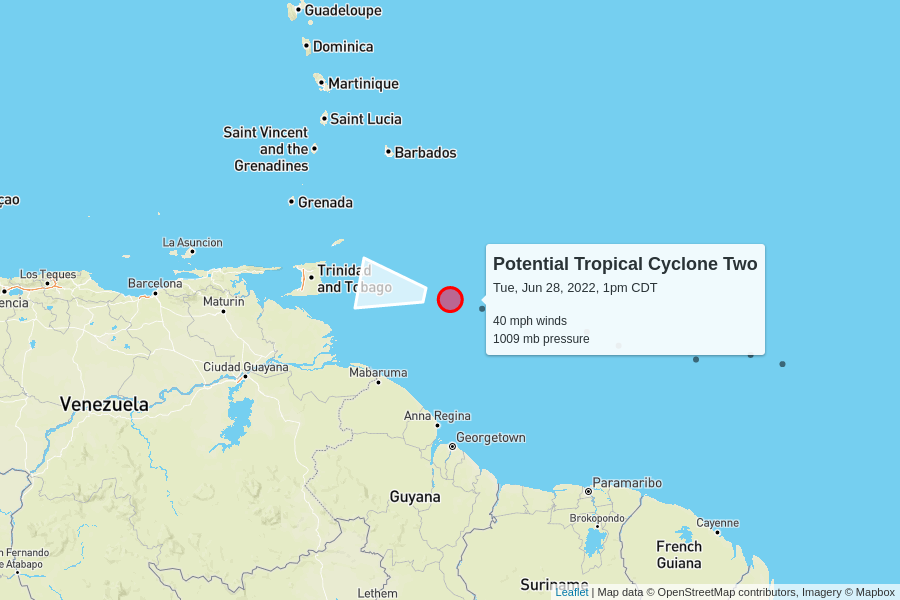 Guadeloupe
Dominica
Martinique
Saint Lucia
Saint Vincent
and the
Grenadines
Barbados
Grenada
La Asuncion
Los Teques
Barcelona
Maturin
Trinidad
and Tobago
Potential Tropical Cyclone Two
Tue, Jun 28, 2022, 1pm CDT
40 mph winds
1009 mb pressure
Ciudad Guayana
Mabaruma
Venezuela
Anna Regina
Georgetown
Guyana
Paramaribo
Brokopondo
Cayenne
French
Guiana
Fernando
Atabapo
Lethem
Suriname
Leaflet | Map data © OpenStreetMap contributors, Imagery © Mapbox